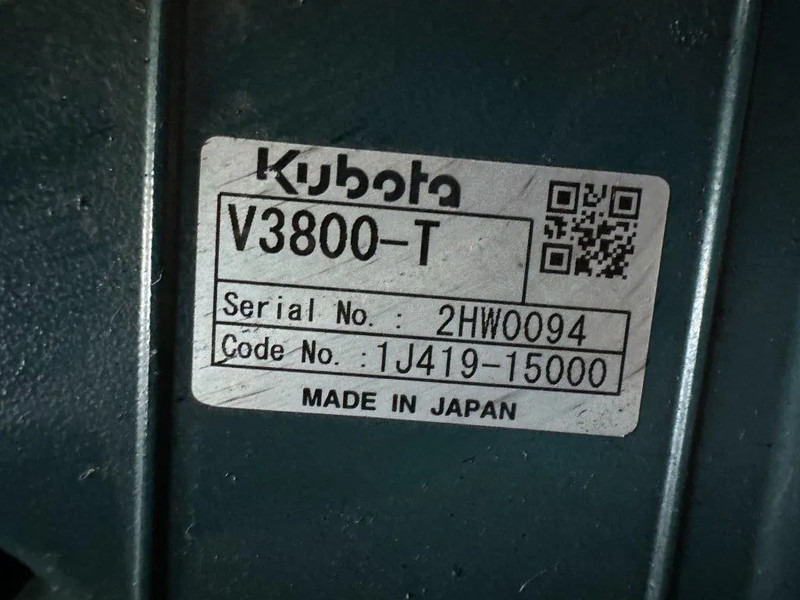 Kubota
V3800-T
Serial No. : 2HW0094
Code No. :1J419-15000
MADE IN JAPAN